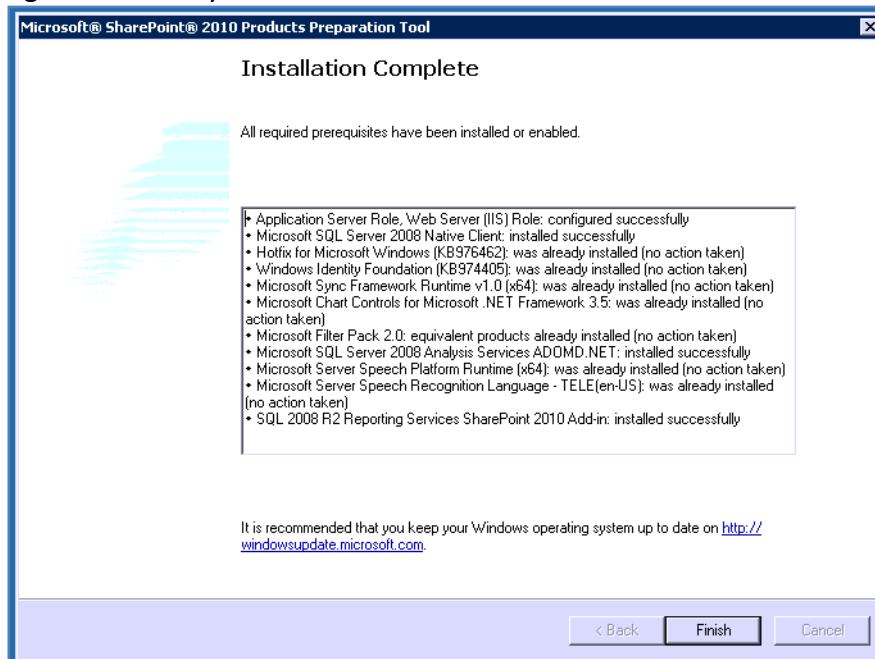 Microsoft® SharePoint® 2010 Products Preparation Tool
Installation Complete
All required prerequisites have been installed or enabled.
• Application Server Role, Web Server (IIS) Role: configured successfully
• Microsoft SQL Server 2008 Native Client: installed successfully
• Hotfix for Microsoft Windows (KB976462): was already installed (no action taken)
• Windows Identity Foundation (KB974405): was already installed (no action taken)
• Microsoft Sync Framework Runtime v1.0 (x64): was already installed (no action taken)
• Microsoft Chart Controls for Microsoft .NET Framework 3.5: was already installed (no
action taken)
• Microsoft Filter Pack 2.0: equivalent products already installed (no action taken)
• Microsoft SQL Server 2008 Analysis Services ADOMD.NET: installed successfully
• Microsoft Server Speech Platform Runtime (x64): was already installed (no action taken)
• Microsoft Server Speech Recognition Language - TELE(en-US): was already installed
(no action taken)
• SQL 2008 R2 Reporting Services SharePoint 2010 Add-in: installed successfully
It is recommended that you keep your Windows operating system up to date on http://
windowsupdate.microsoft.com.
< Back Finish Cancel